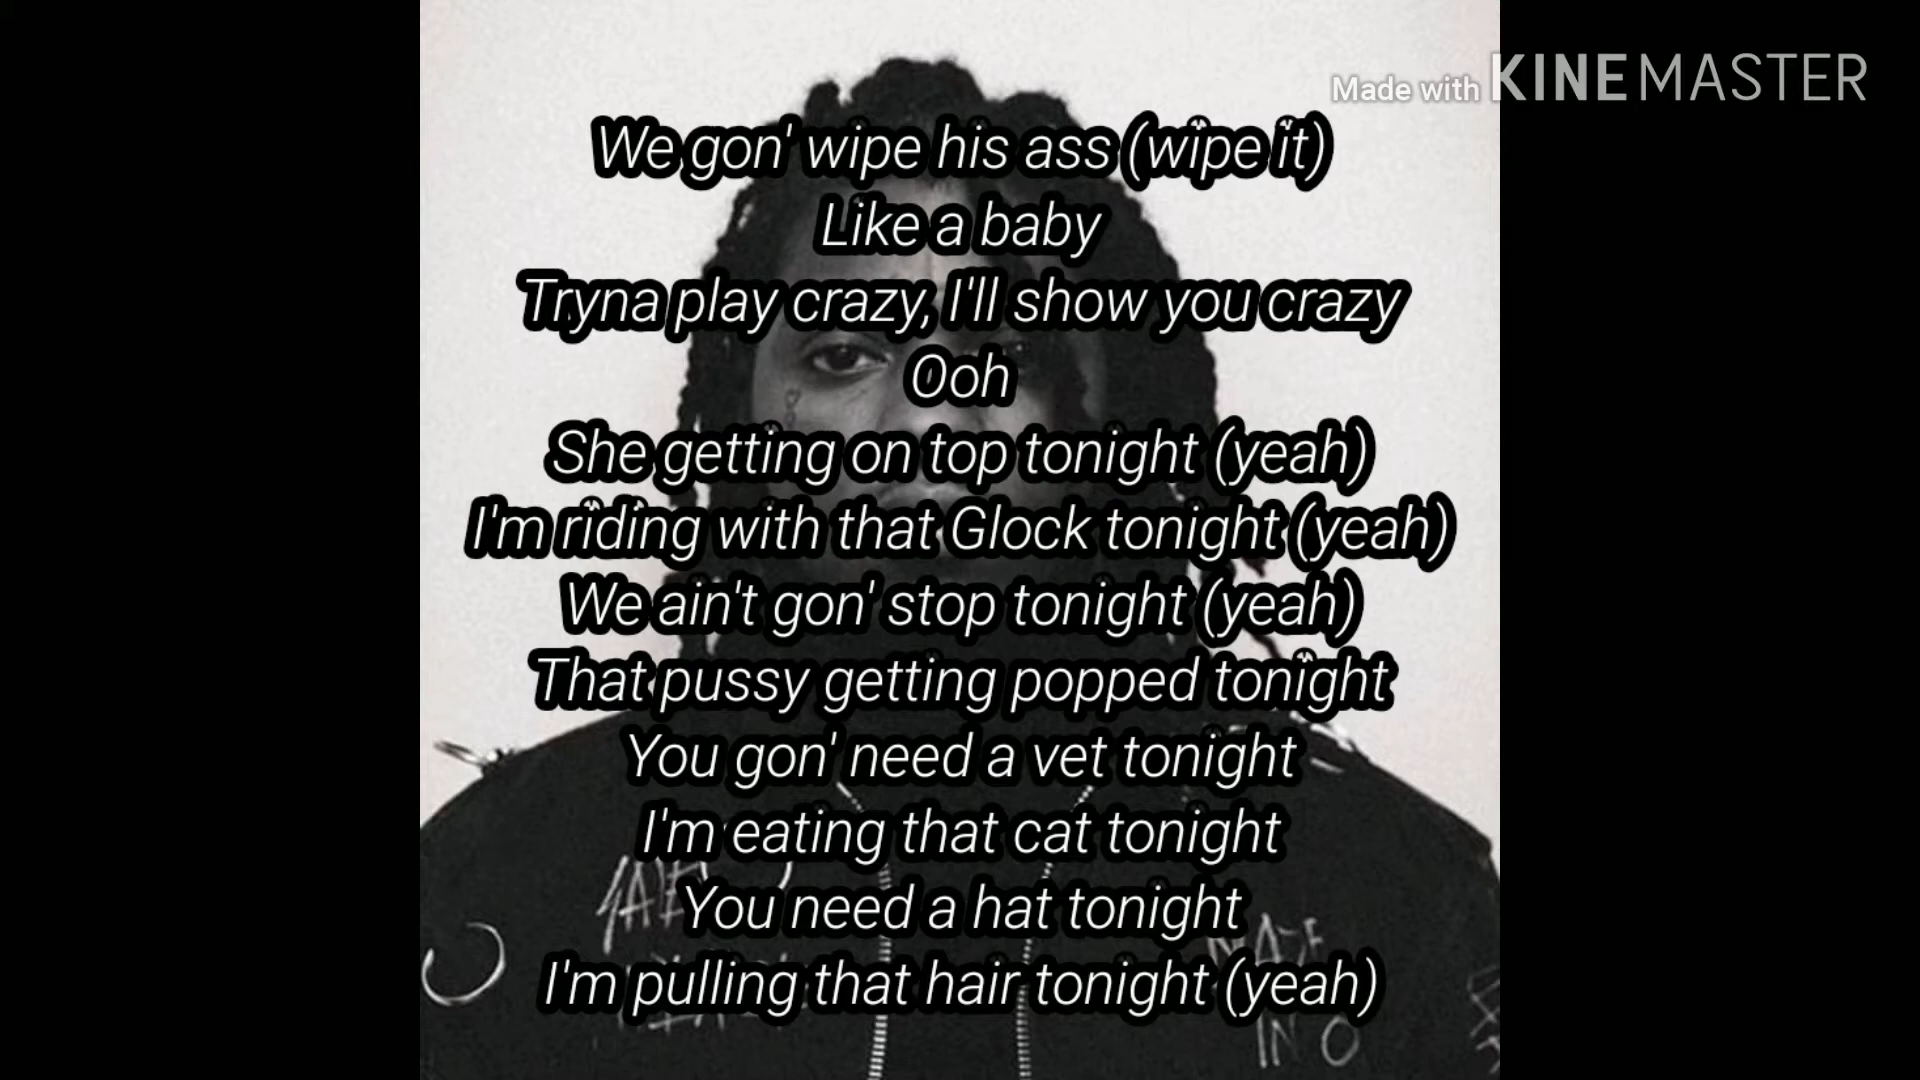 Made with KINEMASTER
We gon' wipe his ass (wipe it)
Like a baby
Tryna play crazy, I'll show you crazy
Ooh
She getting on top tonight (yeah)
I'm riding with that Glock tonight (yeah)
We ain't gon' stop tonight (yeah)
That pussy getting popped tonight
You gon' need a vet tonight
I'm eating that cat tonight
You need a hat tonight
I'm pulling that hair tonight (yeah)